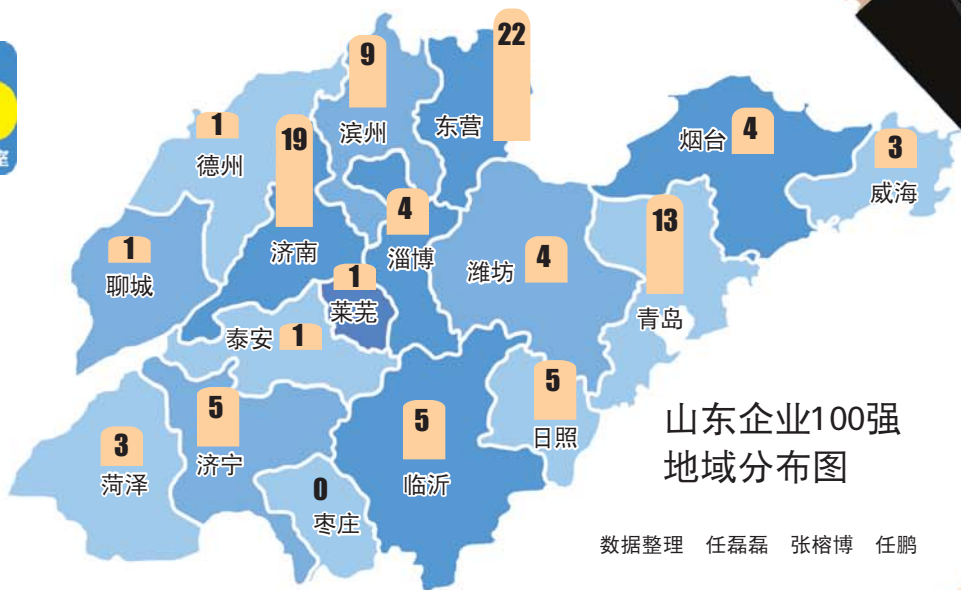 22
9
东营
滨州
1
德州
19
济南
4
烟台
3
威海
4
淄博
13
青岛
4
潍坊
1
聊城
1
莱芜
泰安
1
5
济宁
5
临沂
5
日照
3
菏泽
0
枣庄
山东企业100强
地域分布图
数据整理 任磊磊 张榕博 任鹏